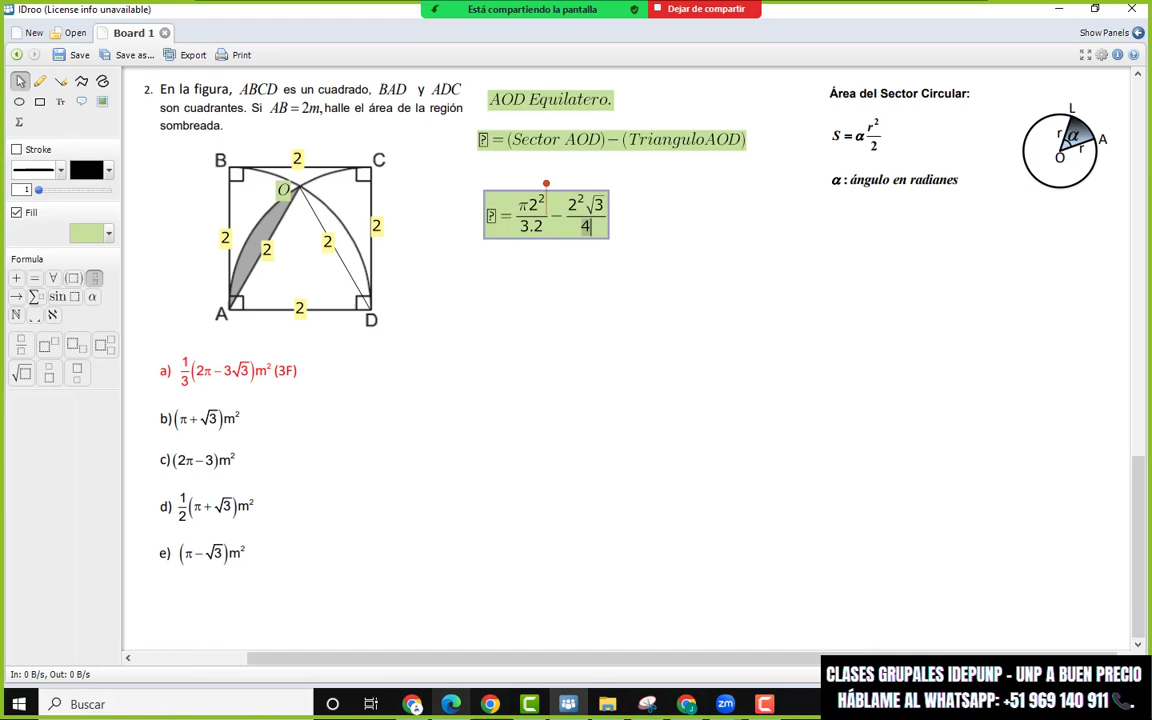 IDroo (License info unavailable)
Está compartiendo la pantalla
Dejar de compartir
New Open Board 1
Show Panels
Save Save as... Export Print
Stroke
1
Fill
Formula
2. En la figura, ABCD es un cuadrado, BAD y ADC
son cuadrantes. Si AB = 2m, halle el área de la región
sombreada.
B 2 C
O
2 2 2 2
A 2 D
a) 1/3 (2π − 3√3) m² (3F)
b) (π + √3) m²
c) (2π − 3) m²
d) 1/2 (π + √3) m²
e) (π − √3) m²
AOD Equilatero.
= (Sector AOD) − (TrianguloAOD)
= π2²/3.2 − 2²√3/4
Área del Sector Circular:
S = α r²/2
α : ángulo en radianes
L
r α A
O r
In: 0 B/s, Out: 0 B/s
CLASES GRUPALES IDEPUNP - UNP A BUEN PRECIO
HÁBLAME AL WHATSAPP: +51 969 140 911
Buscar